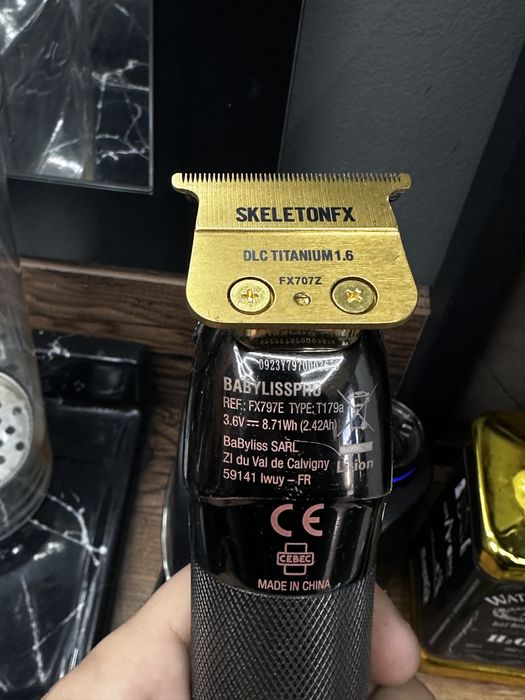 SKELETONFX
DLC TITANIUM 1.6
FX707Z
BABYLISSPRO
REF.: FX797E TYPE: T179a
3.6V 8.71Wh (2.42Ah)
BaByliss SARL
ZI du Val de Calvigny
59141 Iwuy – FR
Li-ion
CE
CEBEC
MADE IN CHINA